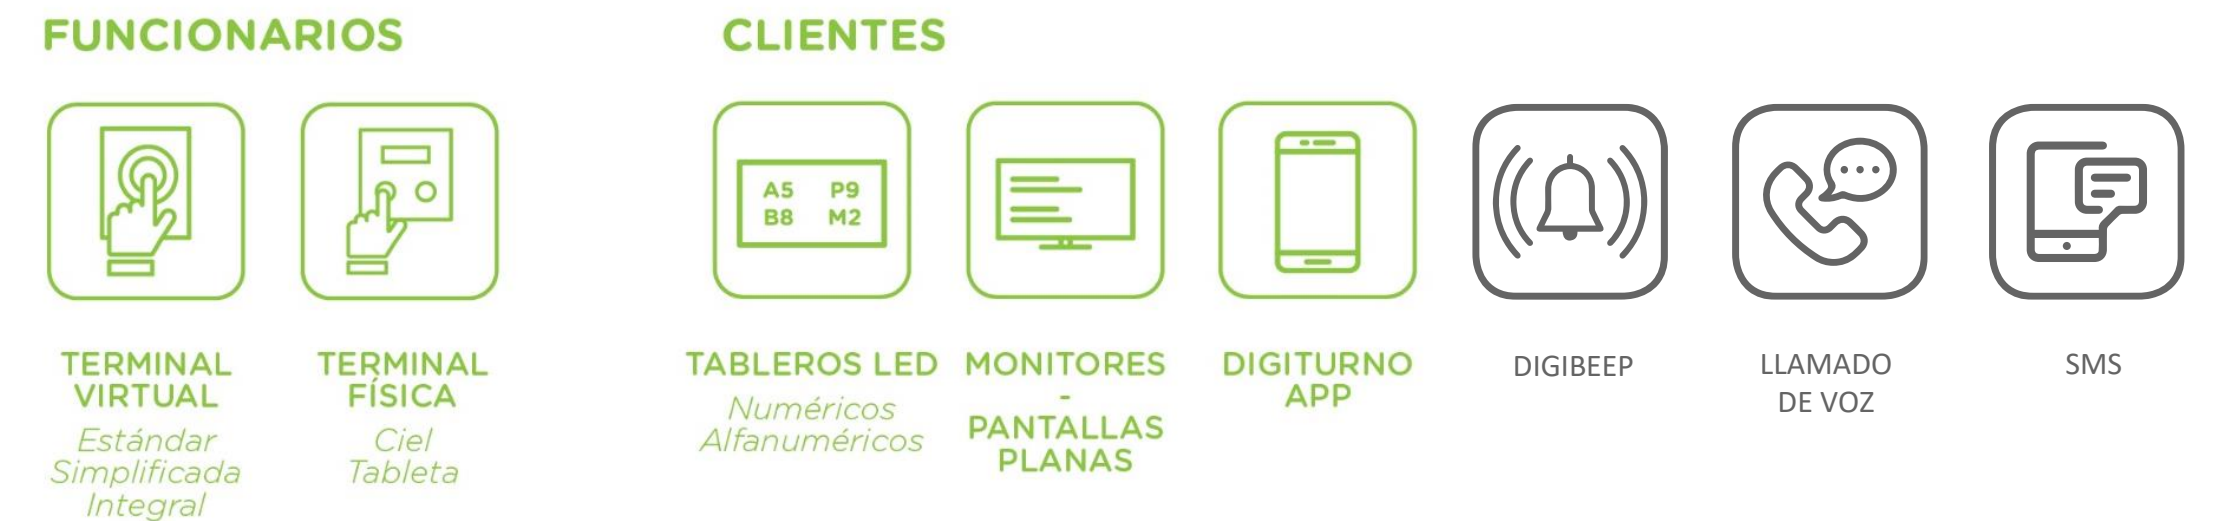 FUNCIONARIOS
CLIENTES
A5 P9
B8 M2
TERMINAL
VIRTUAL
Estándar
Simplificada
Integral
TERMINAL
FÍSICA
Ciel
Tableta
TABLEROS LED
Numéricos
Alfanuméricos
MONITORES
-
PANTALLAS
PLANAS
DIGITURNO
APP
DIGIBEEP
LLAMADO
DE VOZ
SMS